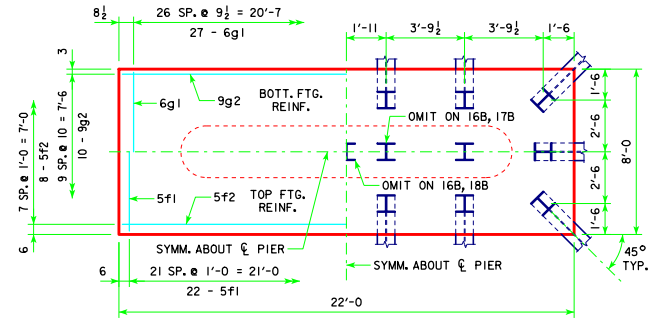 8½ 26 SP. @ 9½ = 20'-7
27 - 6g1
1'-11 3'-9½ 3'-9½ 1'-6
3
9g2
6g1
BOTT. FTG.
REINF.
OMIT ON 16B, 17B
1'-6
2'-6
8'-0
2'-6
1'-6
7 SP. @ 1'-0 = 7'-0
8 - 5f2
9 SP. @ 10 = 7'-6
10 - 9g2
OMIT ON 16B, 18B
5f1
5f2
TOP FTG.
REINF.
6
SYMM. ABOUT ℄ PIER
SYMM. ABOUT ℄ PIER
45°
TYP.
6 21 SP. @ 1'-0 = 21'-0
22 - 5f1
22'-0